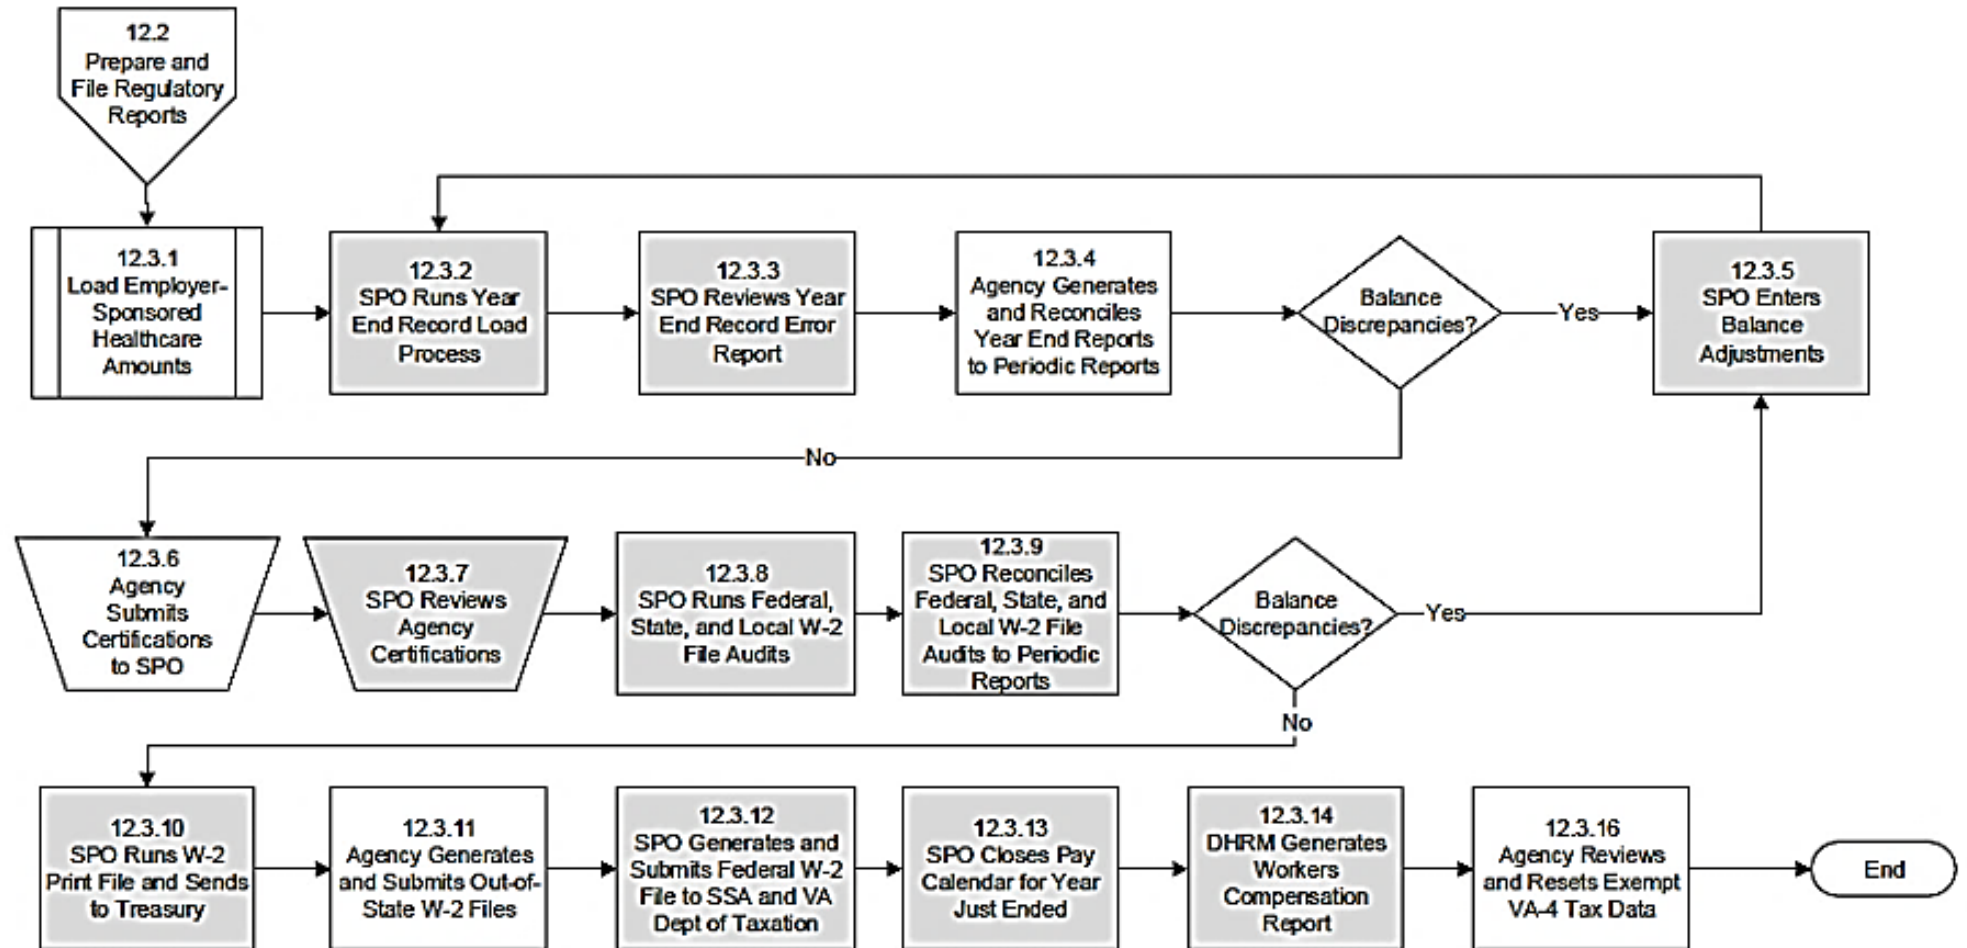 12.2
Prepare and
File Regulatory
Reports
12.3.1
Load Employer-
Sponsored
Healthcare
Amounts
12.3.2
SPO Runs Year
End Record Load
Process
12.3.3
SPO Reviews Year
End Record Error
Report
12.3.4
Agency Generates
and Reconciles
Year End Reports
to Periodic Reports
Balance
Discrepancies?
Yes
12.3.5
SPO Enters
Balance
Adjustments
No
12.3.6
Agency
Submits
Certifications
to SPO
12.3.7
SPO Reviews
Agency
Certifications
12.3.8
SPO Runs Federal,
State, and Local W-2
File Audits
12.3.9
SPO Reconciles
Federal, State, and
Local W-2 File
Audits to Periodic
Reports
Balance
Discrepancies?
Yes
No
12.3.10
SPO Runs W-2
Print File and Sends
to Treasury
12.3.11
Agency Generates
and Submits Out-of-
State W-2 Files
12.3.12
SPO Generates and
Submits Federal W-2
File to SSA and VA
Dept of Taxation
12.3.13
SPO Closes Pay
Calendar for Year
Just Ended
12.3.14
DHRM Generates
Workers
Compensation
Report
12.3.16
Agency Reviews
and Resets Exempt
VA-4 Tax Data
End